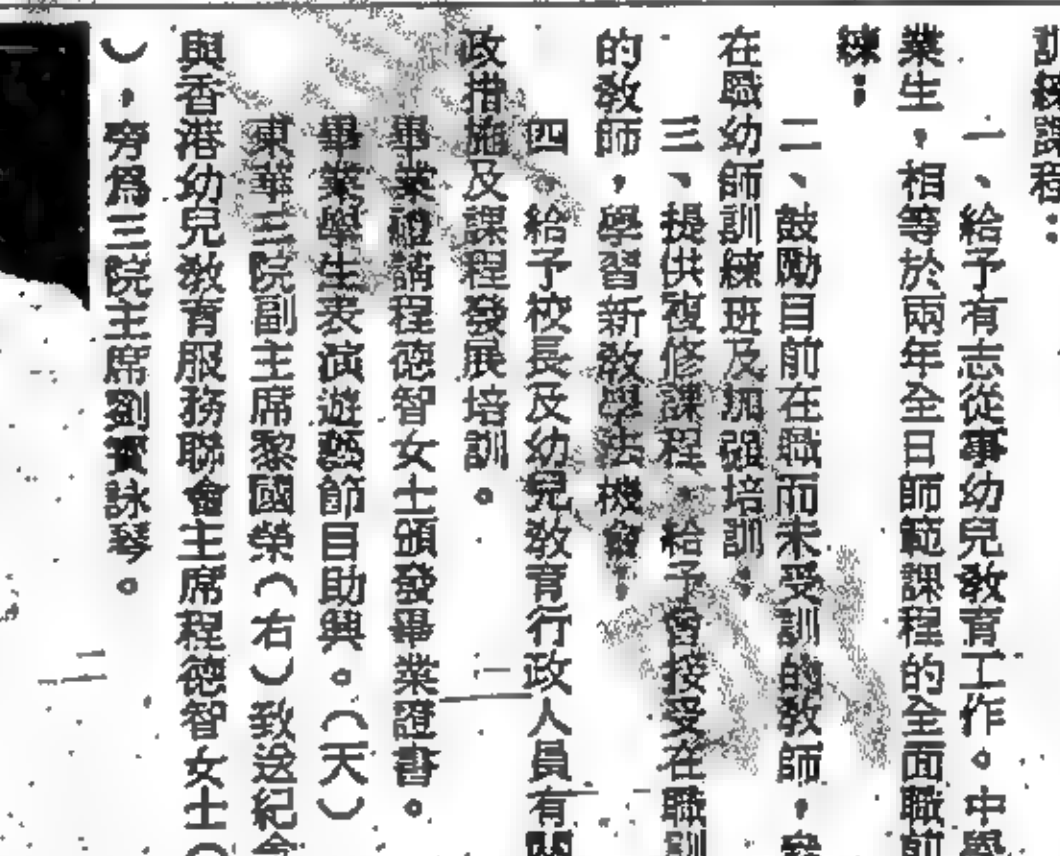 訓練課程：
一、給予有志從事幼兒教育工作。中學
業生，相等於兩年全日師範課程的全面職前
練；
二、鼓勵目前在職而未受訓的教師，參
在職幼師訓練班及加强培訓。
三、提供複修課程，給予曾接受在職訓
的教師，學習新教學法機會；
四、給予校長及幼兒教育行政人員有關
政措施及課程發展培訓。
畢業禮請程德智女士頒發畢業證書。
畢業學生表演遊藝節目助興。（天）
東華三院副主席黎國榮（右）致送紀念
與香港幼兒教育服務聯會主席程德智女士（
），旁爲三院主席劉 詠琴。